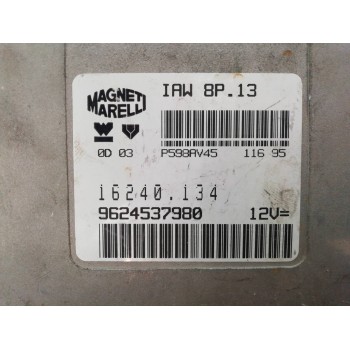 MAGNETI
MARELLI
IAW 8P.13
0D 03
P598AV45
116 95
16240.134
9624537980
12V=